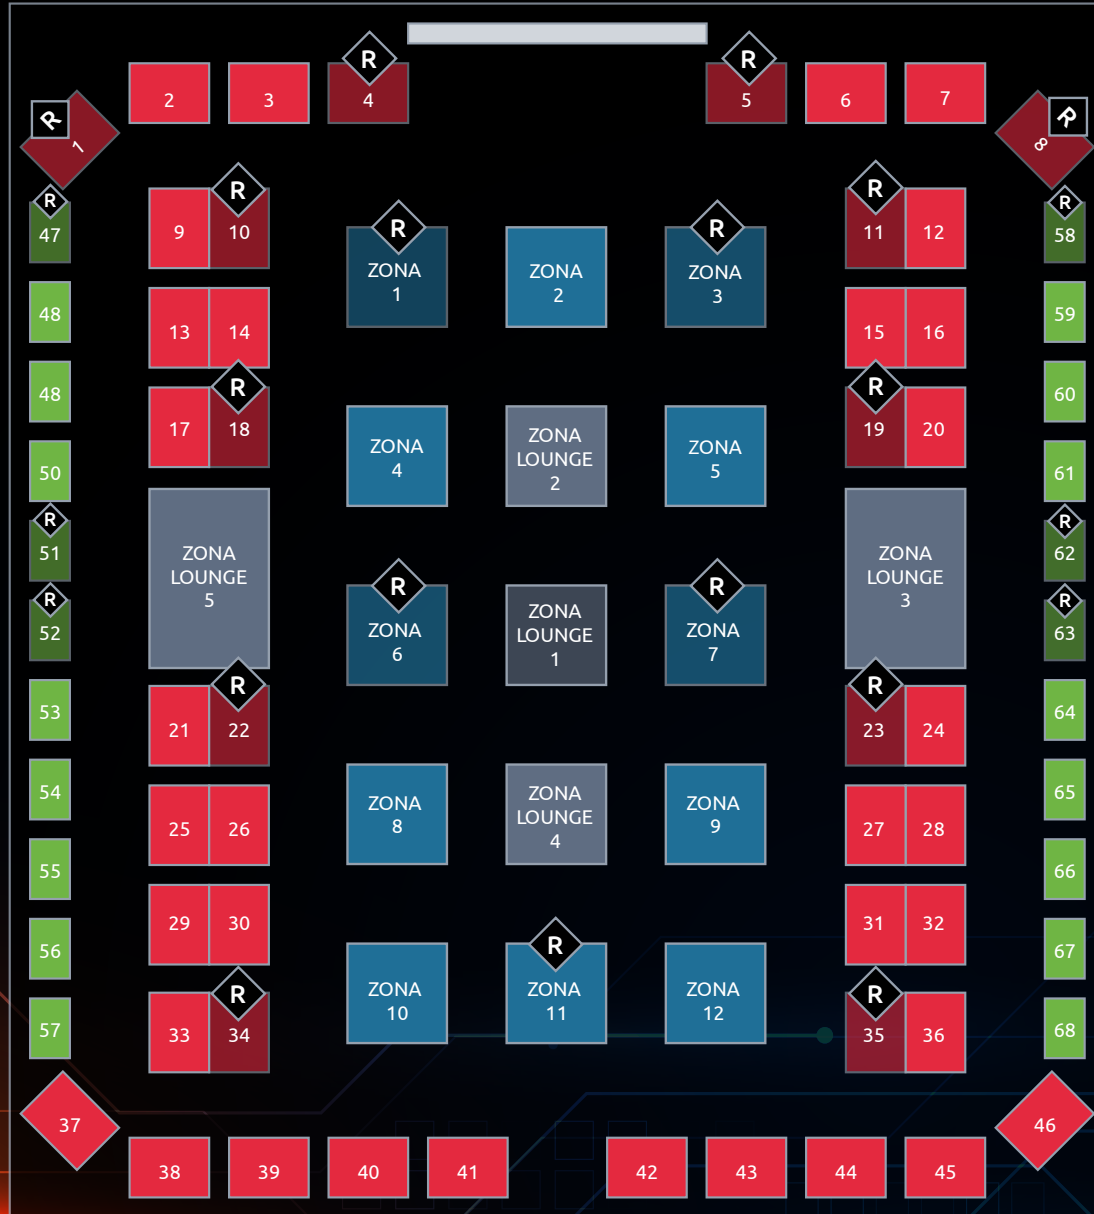 R
R
2
3
4
5
6
7
R
1
R
8
R
47
9
R
10
R
ZONA
1
ZONA
2
R
ZONA
3
R
11
12
R
58
48
13
14
15
16
59
48
17
R
18
ZONA
4
ZONA
LOUNGE
2
ZONA
5
R
19
20
60
50
61
R
51
ZONA
LOUNGE
5
ZONA
LOUNGE
3
R
62
R
52
R
ZONA
6
ZONA
LOUNGE
1
R
ZONA
7
R
63
53
21
R
22
R
23
24
64
54
25
26
ZONA
8
ZONA
LOUNGE
4
ZONA
9
27
28
65
55
66
56
29
30
31
32
67
57
33
R
34
ZONA
10
R
ZONA
11
ZONA
12
R
35
36
68
37
46
38
39
40
41
42
43
44
45